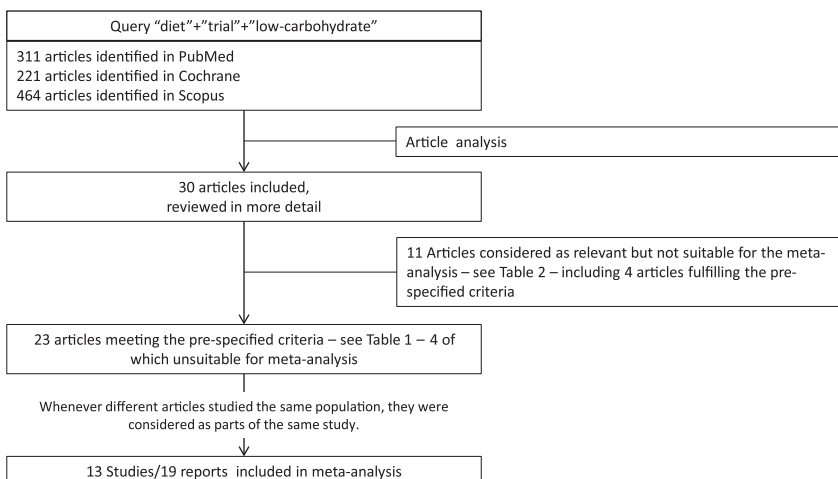 Query “diet”+”trial”+”low-carbohydrate”
311 articles identified in PubMed
221 articles identified in Cochrane
464 articles identified in Scopus
Article analysis
30 articles included,
reviewed in more detail
11 Articles considered as relevant but not suitable for the meta-
analysis – see Table 2 – including 4 articles fulfilling the pre-
specified criteria
23 articles meeting the pre-specified criteria – see Table 1 – 4 of
which unsuitable for meta-analysis
Whenever different articles studied the same population, they were
considered as parts of the same study.
13 Studies/19 reports included in meta-analysis